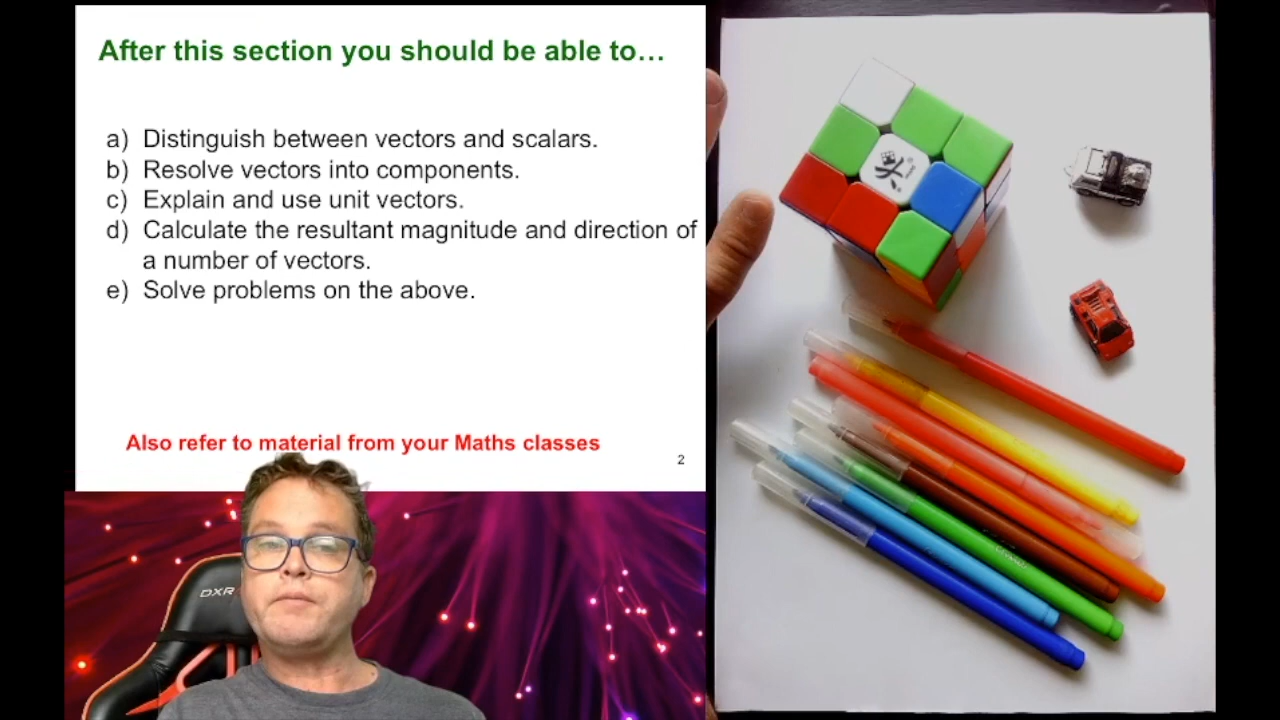 After this section you should be able to…
a) Distinguish between vectors and scalars.
b) Resolve vectors into components.
c) Explain and use unit vectors.
d) Calculate the resultant magnitude and direction of
a number of vectors.
e) Solve problems on the above.
Also refer to material from your Maths classes
2
DXR